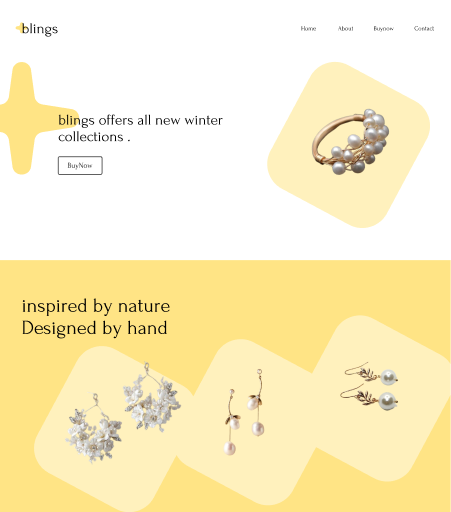 blings
Home About Buynow Contact
blings offers all new winter
collections .
BuyNow
inspired by nature
Designed by hand